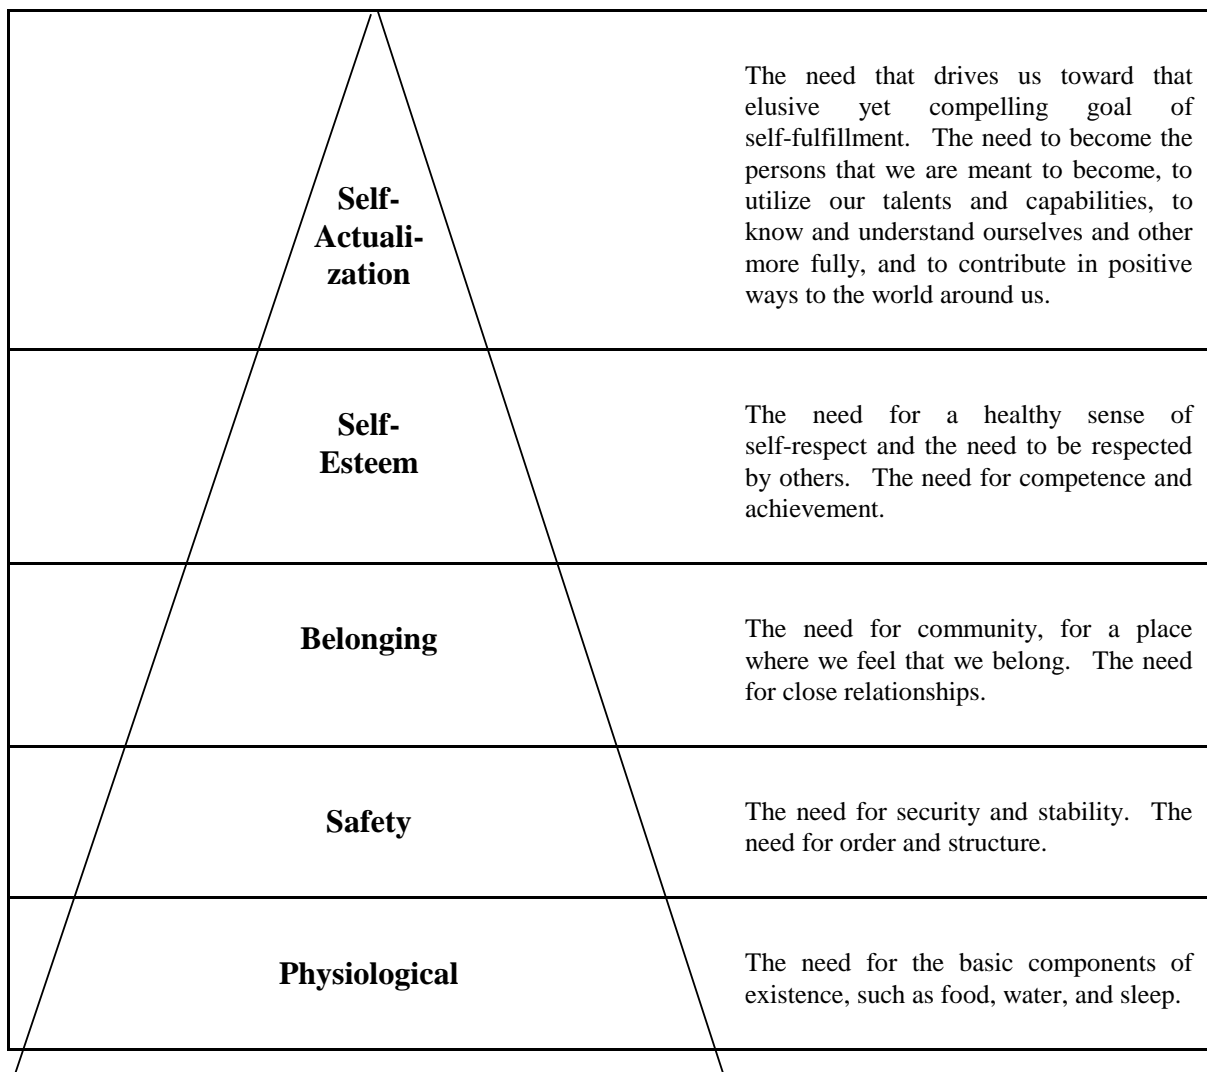 The need that drives us toward that
elusive yet compelling goal of
self-fulfillment. The need to become the
persons that we are meant to become, to
utilize our talents and capabilities, to
know and understand ourselves and other
more fully, and to contribute in positive
ways to the world around us.
Self-
Actuali-
zation
The need for a healthy sense of
self-respect and the need to be respected
by others. The need for competence and
achievement.
Self-
Esteem
The need for community, for a place
where we feel that we belong. The need
for close relationships.
Belonging
The need for security and stability. The
need for order and structure.
Safety
The need for the basic components of
existence, such as food, water, and sleep.
Physiological